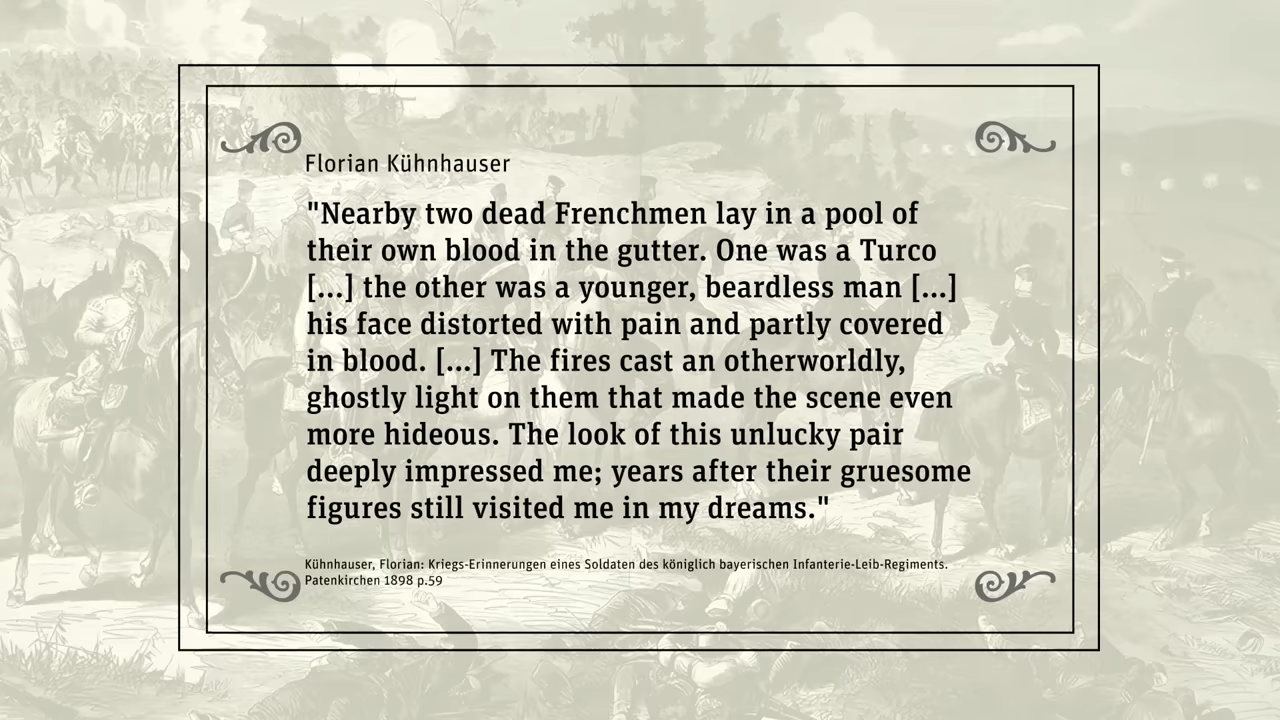 Florian Kühnhauser
"Nearby two dead Frenchmen lay in a pool of
their own blood in the gutter. One was a Turco
[...] the other was a younger, beardless man [...]
his face distorted with pain and partly covered
in blood. [...] The fires cast an otherworldly,
ghostly light on them that made the scene even
more hideous. The look of this unlucky pair
deeply impressed me; years after their gruesome
figures still visited me in my dreams."
Kühnhauser, Florian: Kriegs-Erinnerungen eines Soldaten des königlich bayerischen Infanterie-Leib-Regiments.
Patenkirchen 1898 p.59